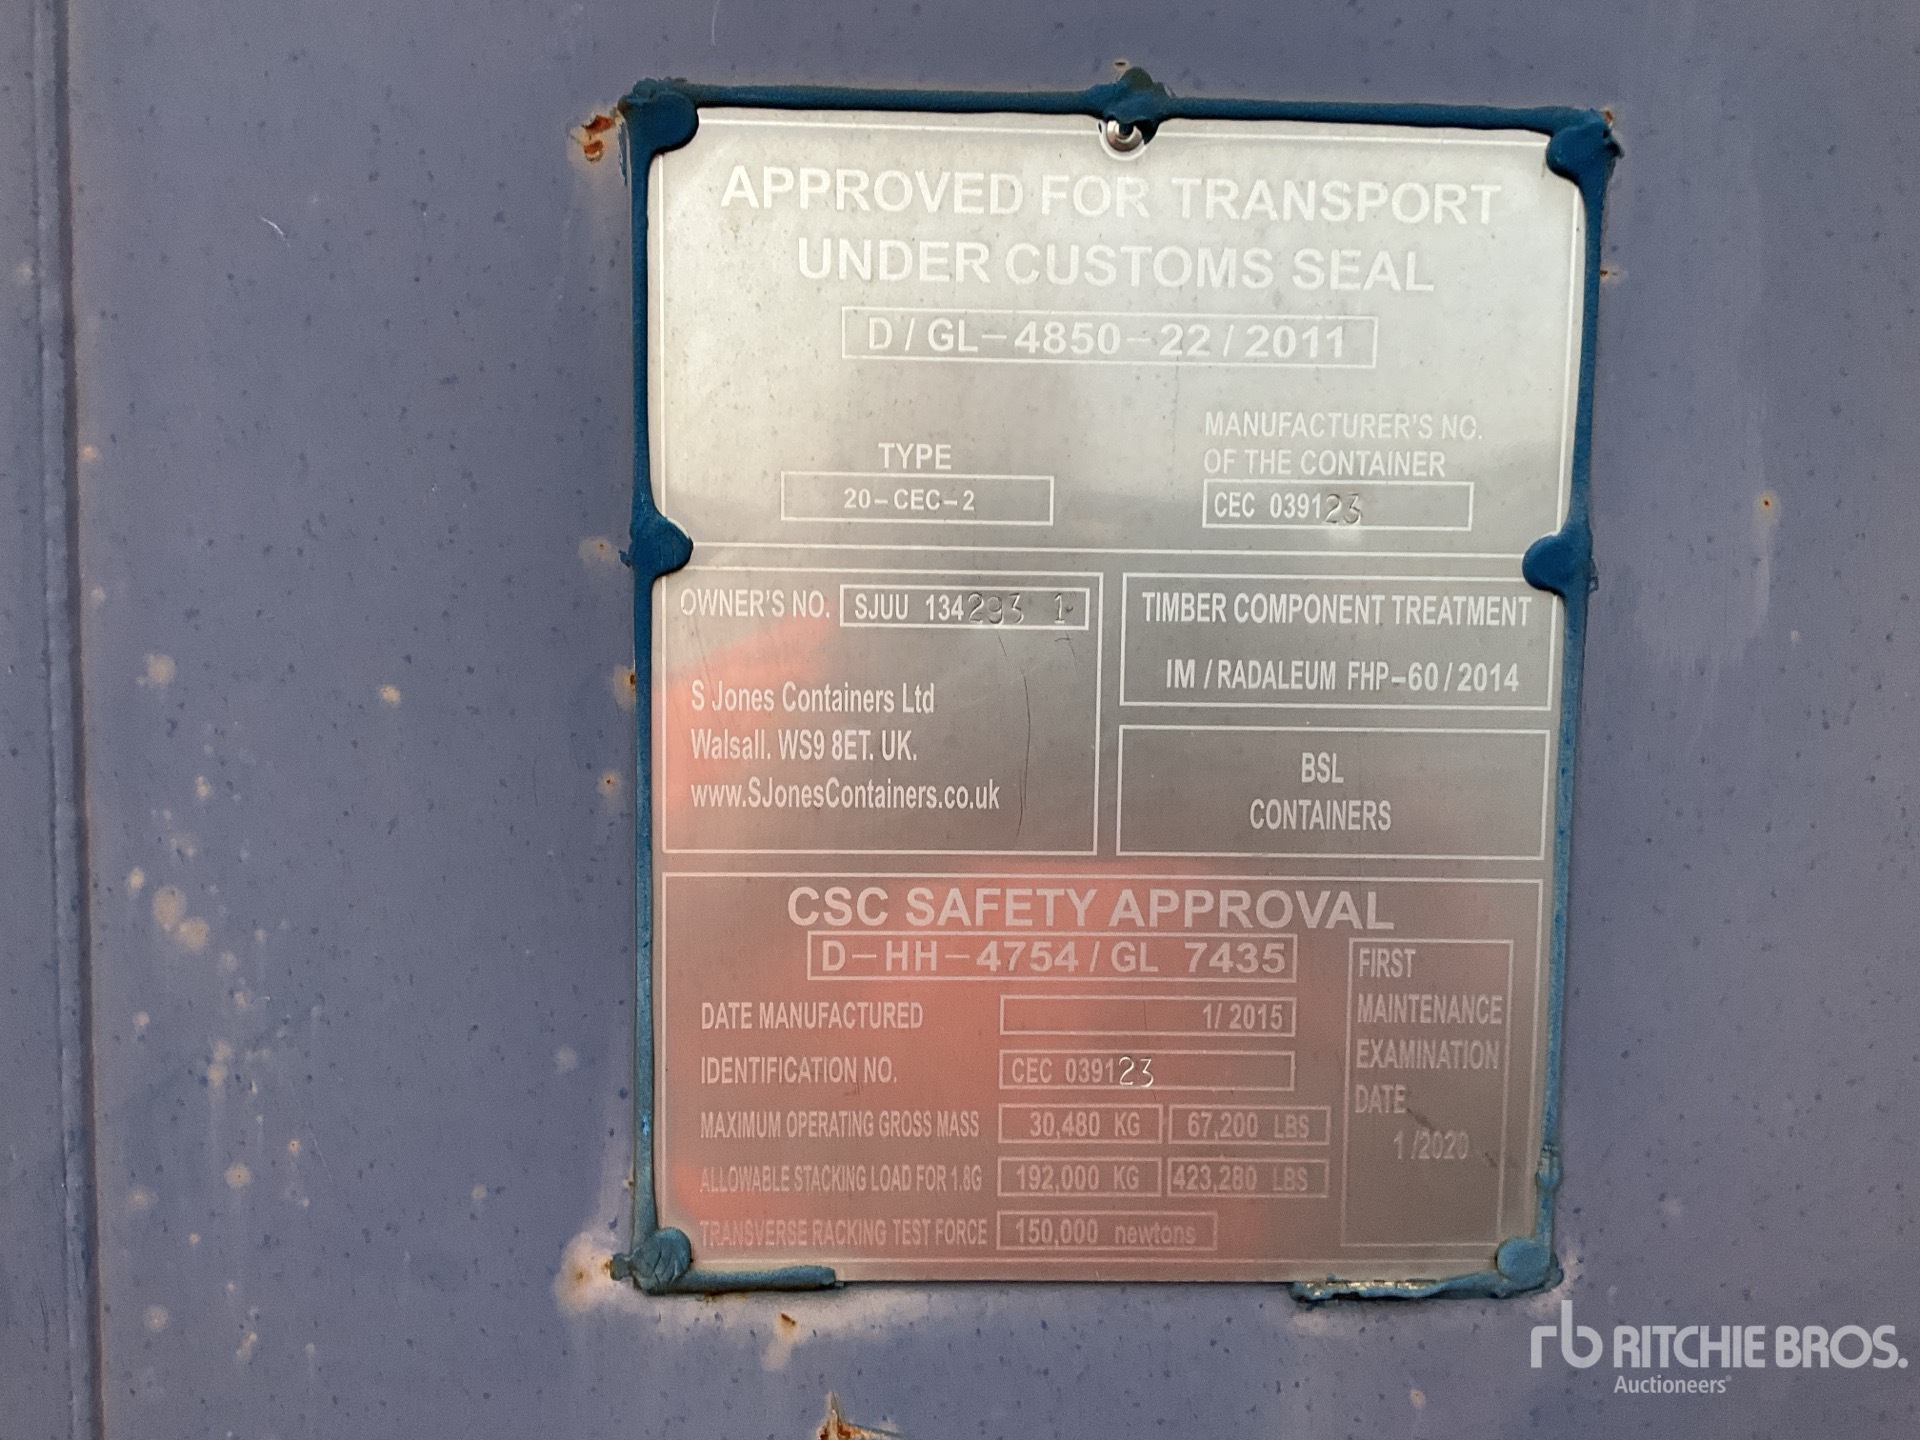 APPROVED FOR TRANSPORT
UNDER CUSTOMS SEAL
D/GL-4850-22/2011
TYPE
20-CEC-2
MANUFACTURER'S NO.
OF THE CONTAINER
CEC 039123
OWNER'S NO. SJUU 134293 1
S Jones Containers Ltd
Walsall. WS9 8ET. UK.
www.SJonesContainers.co.uk
TIMBER COMPONENT TREATMENT
IM / RADALEUM FHP-60/2014
BSL
CONTAINERS
CSC SAFETY APPROVAL
D-HH-4754/GL 7435
DATE MANUFACTURED 1/2015
IDENTIFICATION NO. CEC 039123
MAXIMUM OPERATING GROSS MASS 30,480 KG 67,200 LBS
ALLOWABLE STACKING LOAD FOR 1.8G 192,000 KG 423,280 LBS
TRANSVERSE RACKING TEST FORCE 150,000 newtons
FIRST
MAINTENANCE
EXAMINATION
DATE
1/2020
rb RITCHIE BROS.
Auctioneers